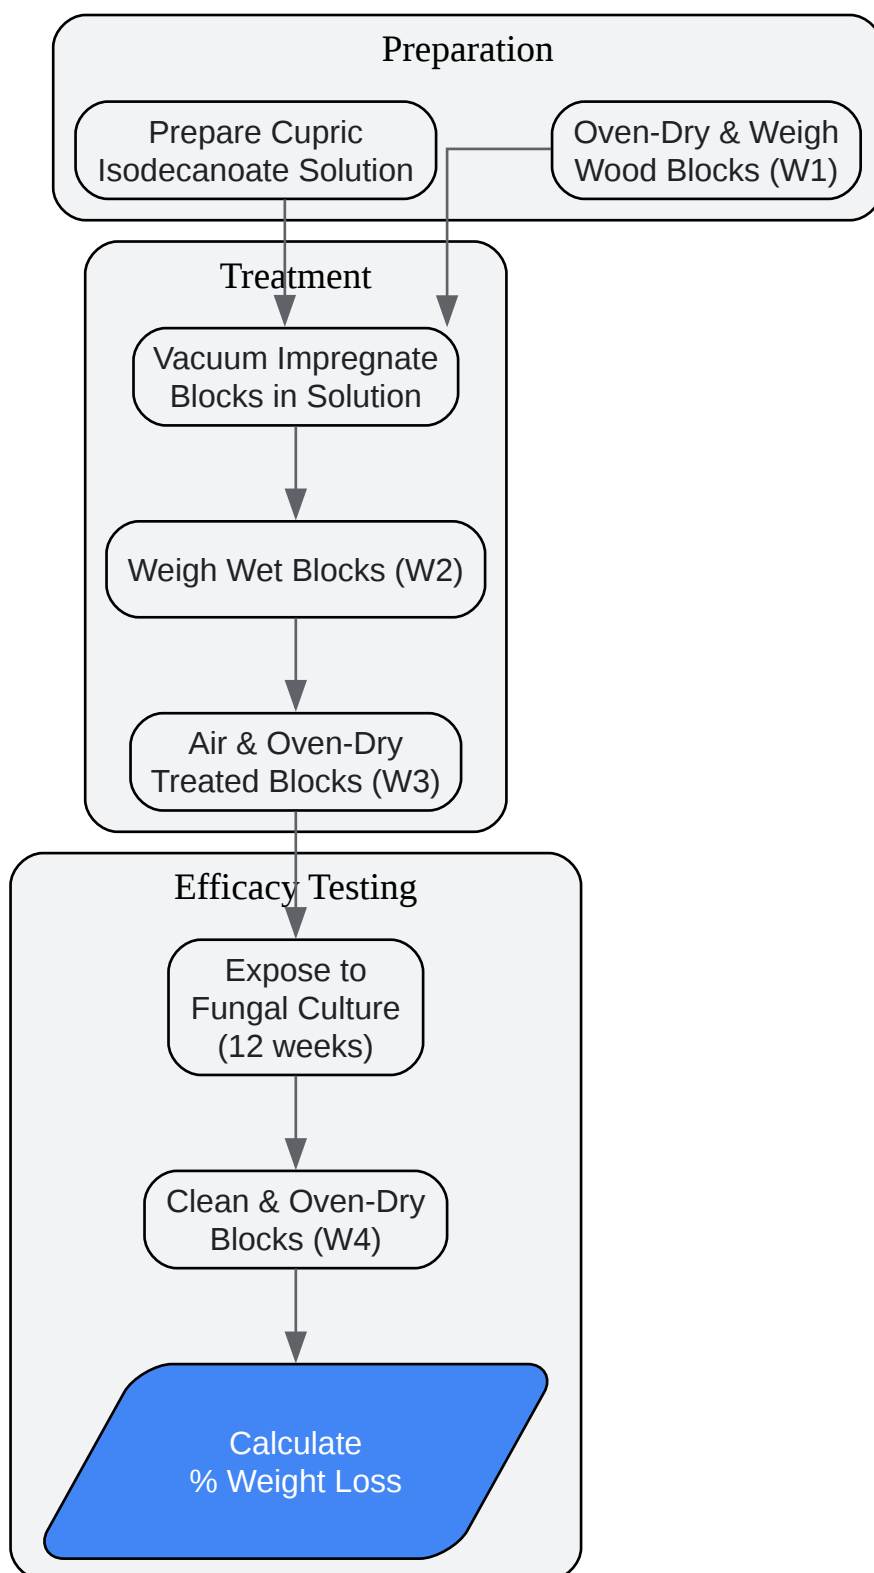 Preparation
Prepare Cupric
Isodecanoate Solution
Oven-Dry & Weigh
Wood Blocks (W1)
Treatment
Vacuum Impregnate
Blocks in Solution
Weigh Wet Blocks (W2)
Air & Oven-Dry
Treated Blocks (W3)
Efficacy Testing
Expose to
Fungal Culture
(12 weeks)
Clean & Oven-Dry
Blocks (W4)
Calculate
% Weight Loss